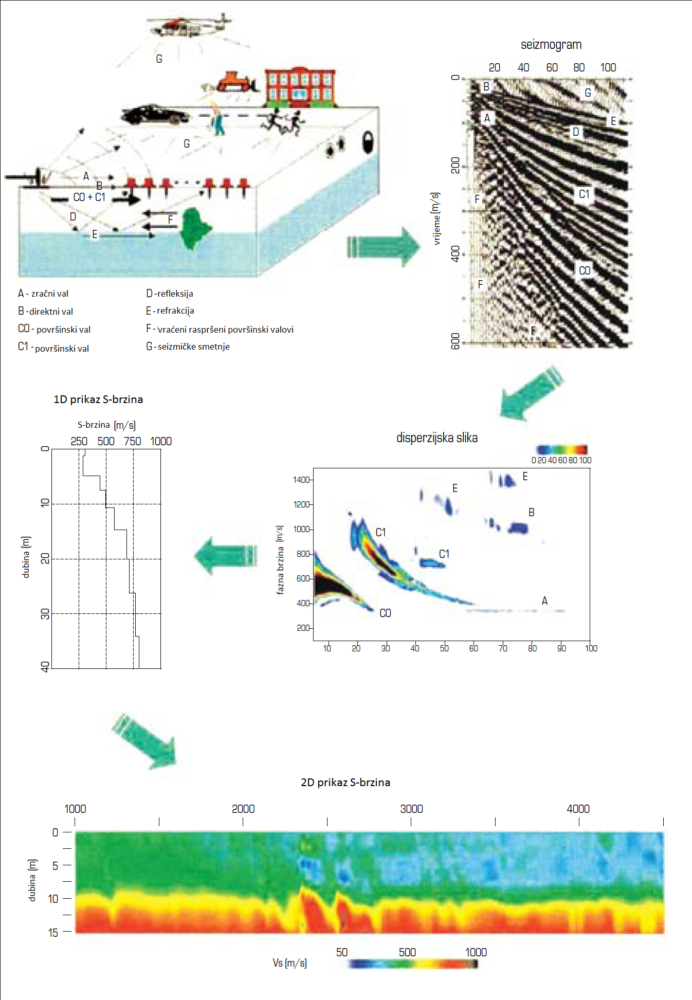 G
G
A
B
C0 + C1
D
F
E
A - zračni val
B -direktni val
C0 - površinski val
C1 -površinski val
D -refleksija
E - refrakcija
F - vraćeni raspršeni površinski valovi
G - seizmičke smetnje
seizmogram
20 40 60 80 100
0
200
400
600
vrijeme (m/s)
B
G
A
E
D
F
C1
C0
F
F
1D prikaz S-brzina
S-brzina (m/s)
250 500 750 1000
0
10
20
30
40
dubina (m)
disperzijska slika
0 20 40 60 80 100
1400
1200
1000
800
600
400
200
fazna brzina (m/s)
E
E
B
C1
C1
A
C0
10 20 30 40 50 60 70 80 90 100
2D prikaz S-brzina
1000 2000 3000 4000
0
5
10
15
dubina (m)
50 500 1000
Vs (m/s)